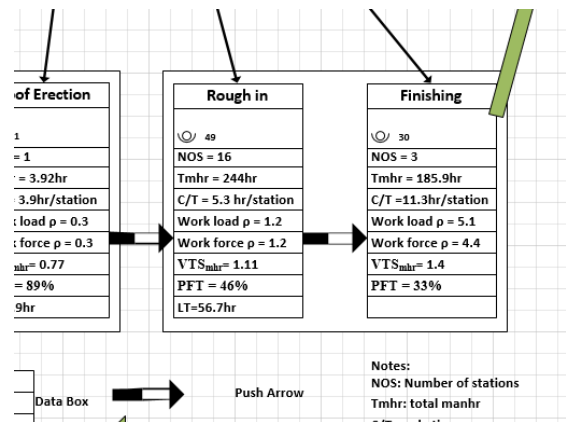 of Erection
1
= 1
= 3.92hr
3.9hr/station
load ρ = 0.3
force ρ = 0.3
mhr= 0.77
= 89%
9hr
Rough in
49
NOS = 16
Tmhr = 244hr
C/T = 5.3 hr/station
Work load ρ = 1.2
Work force ρ = 1.2
VTSmhr= 1.11
PFT = 46%
LT=56.7hr
Finishing
30
NOS = 3
Tmhr = 185.9hr
C/T =11.3hr/station
Work load ρ = 5.1
Work force ρ = 4.4
VTSmhr= 1.4
PFT = 33%
Data Box
Push Arrow
Notes:
NOS: Number of stations
Tmhr: total manhr